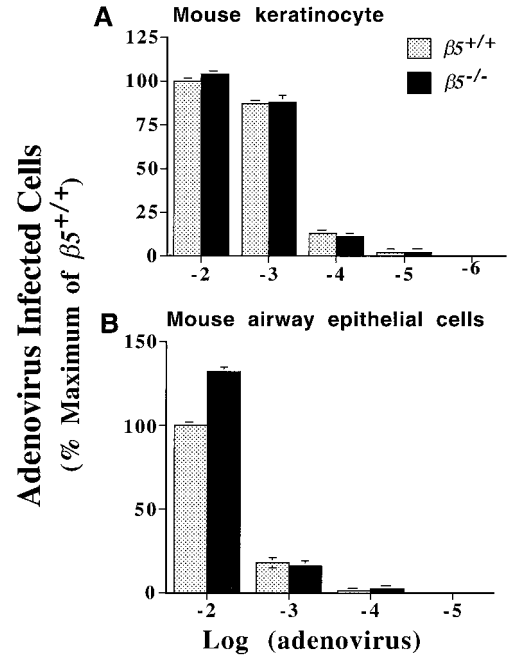 A
Mouse keratinocyte
β5+/+
β5-/-
125
100
75
50
25
0
-2 -3 -4 -5 -6
Adenovirus Infected Cells
(% Maximum of β5+/+)
B
Mouse airway epithelial cells
150
100
50
0
-2 -3 -4 -5
Log (adenovirus)